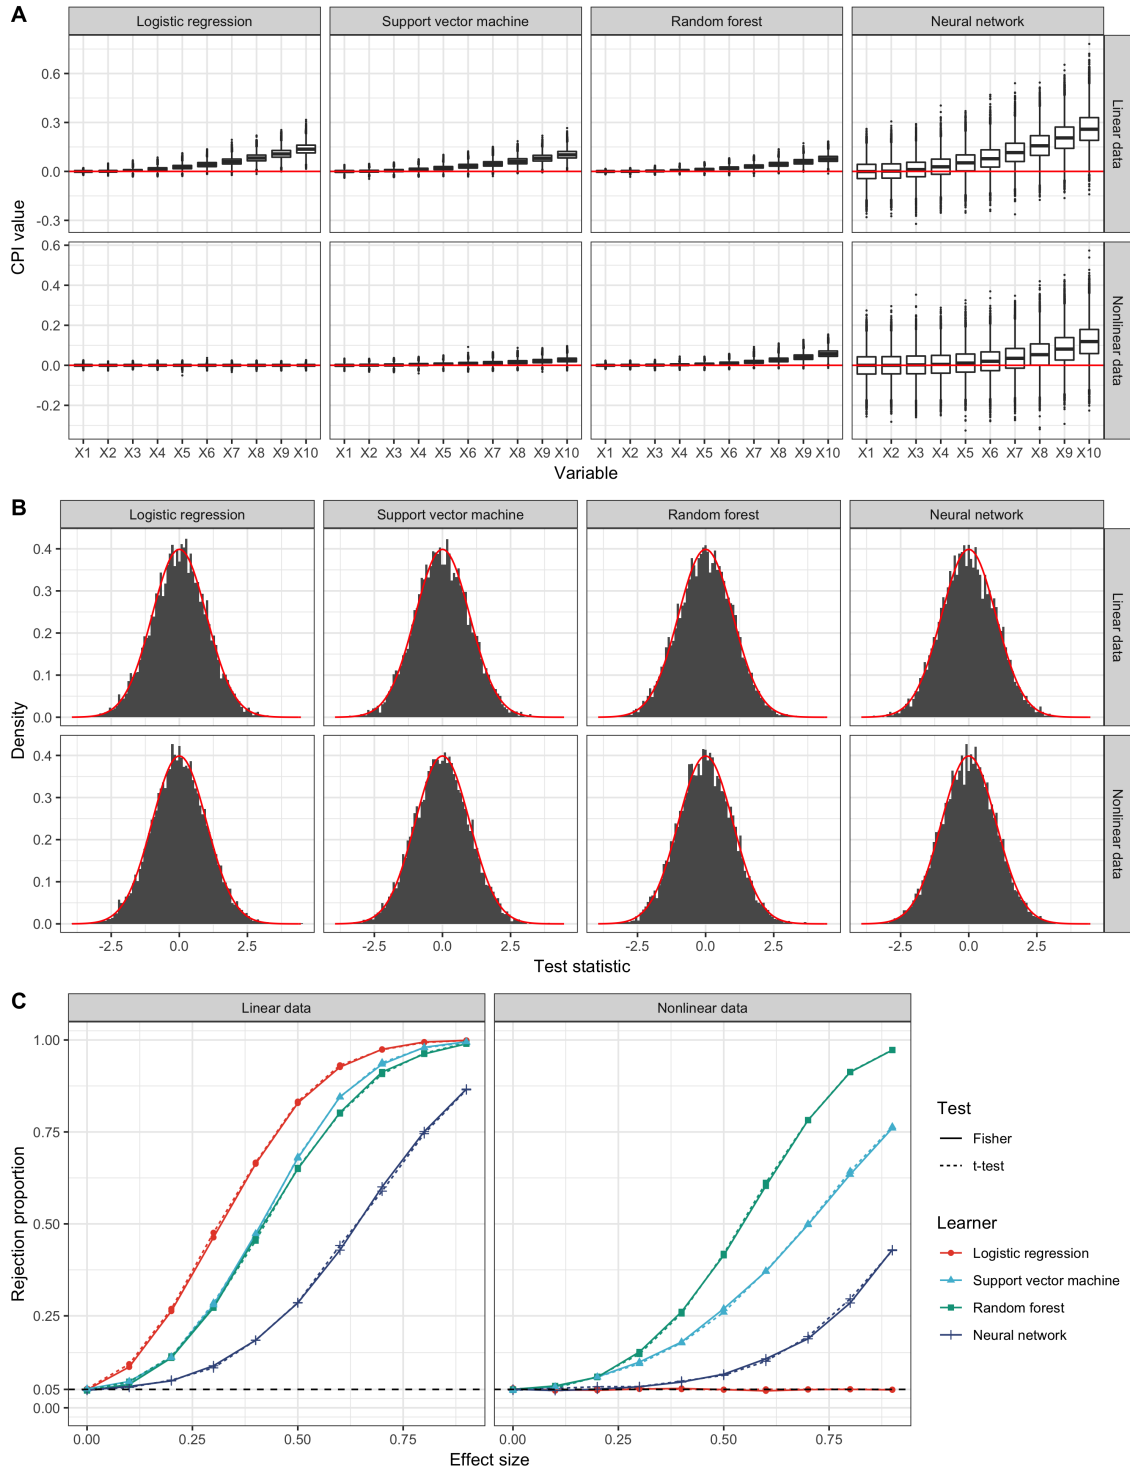 A
Logistic regression Support vector machine Random forest Neural network
CPI value
0.6
0.3
0.0
-0.3
Linear data
0.6
0.4
0.2
0.0
-0.2
Nonlinear data
X1 X2 X3 X4 X5 X6 X7 X8 X9 X10 X1 X2 X3 X4 X5 X6 X7 X8 X9 X10 X1 X2 X3 X4 X5 X6 X7 X8 X9 X10 X1 X2 X3 X4 X5 X6 X7 X8 X9 X10
Variable
B
Logistic regression Support vector machine Random forest Neural network
Density
0.4
0.3
0.2
0.1
0.0
Linear data
0.4
0.3
0.2
0.1
0.0
Nonlinear data
-2.5 0.0 2.5 -2.5 0.0 2.5 -2.5 0.0 2.5 -2.5 0.0 2.5
Test statistic
C
Linear data Nonlinear data
Rejection proportion
1.00
0.75
0.50
0.25
0.05
0.00
0.00 0.25 0.50 0.75 0.00 0.25 0.50 0.75
Effect size
Test
Fisher
t-test
Learner
Logistic regression
Support vector machine
Random forest
Neural network